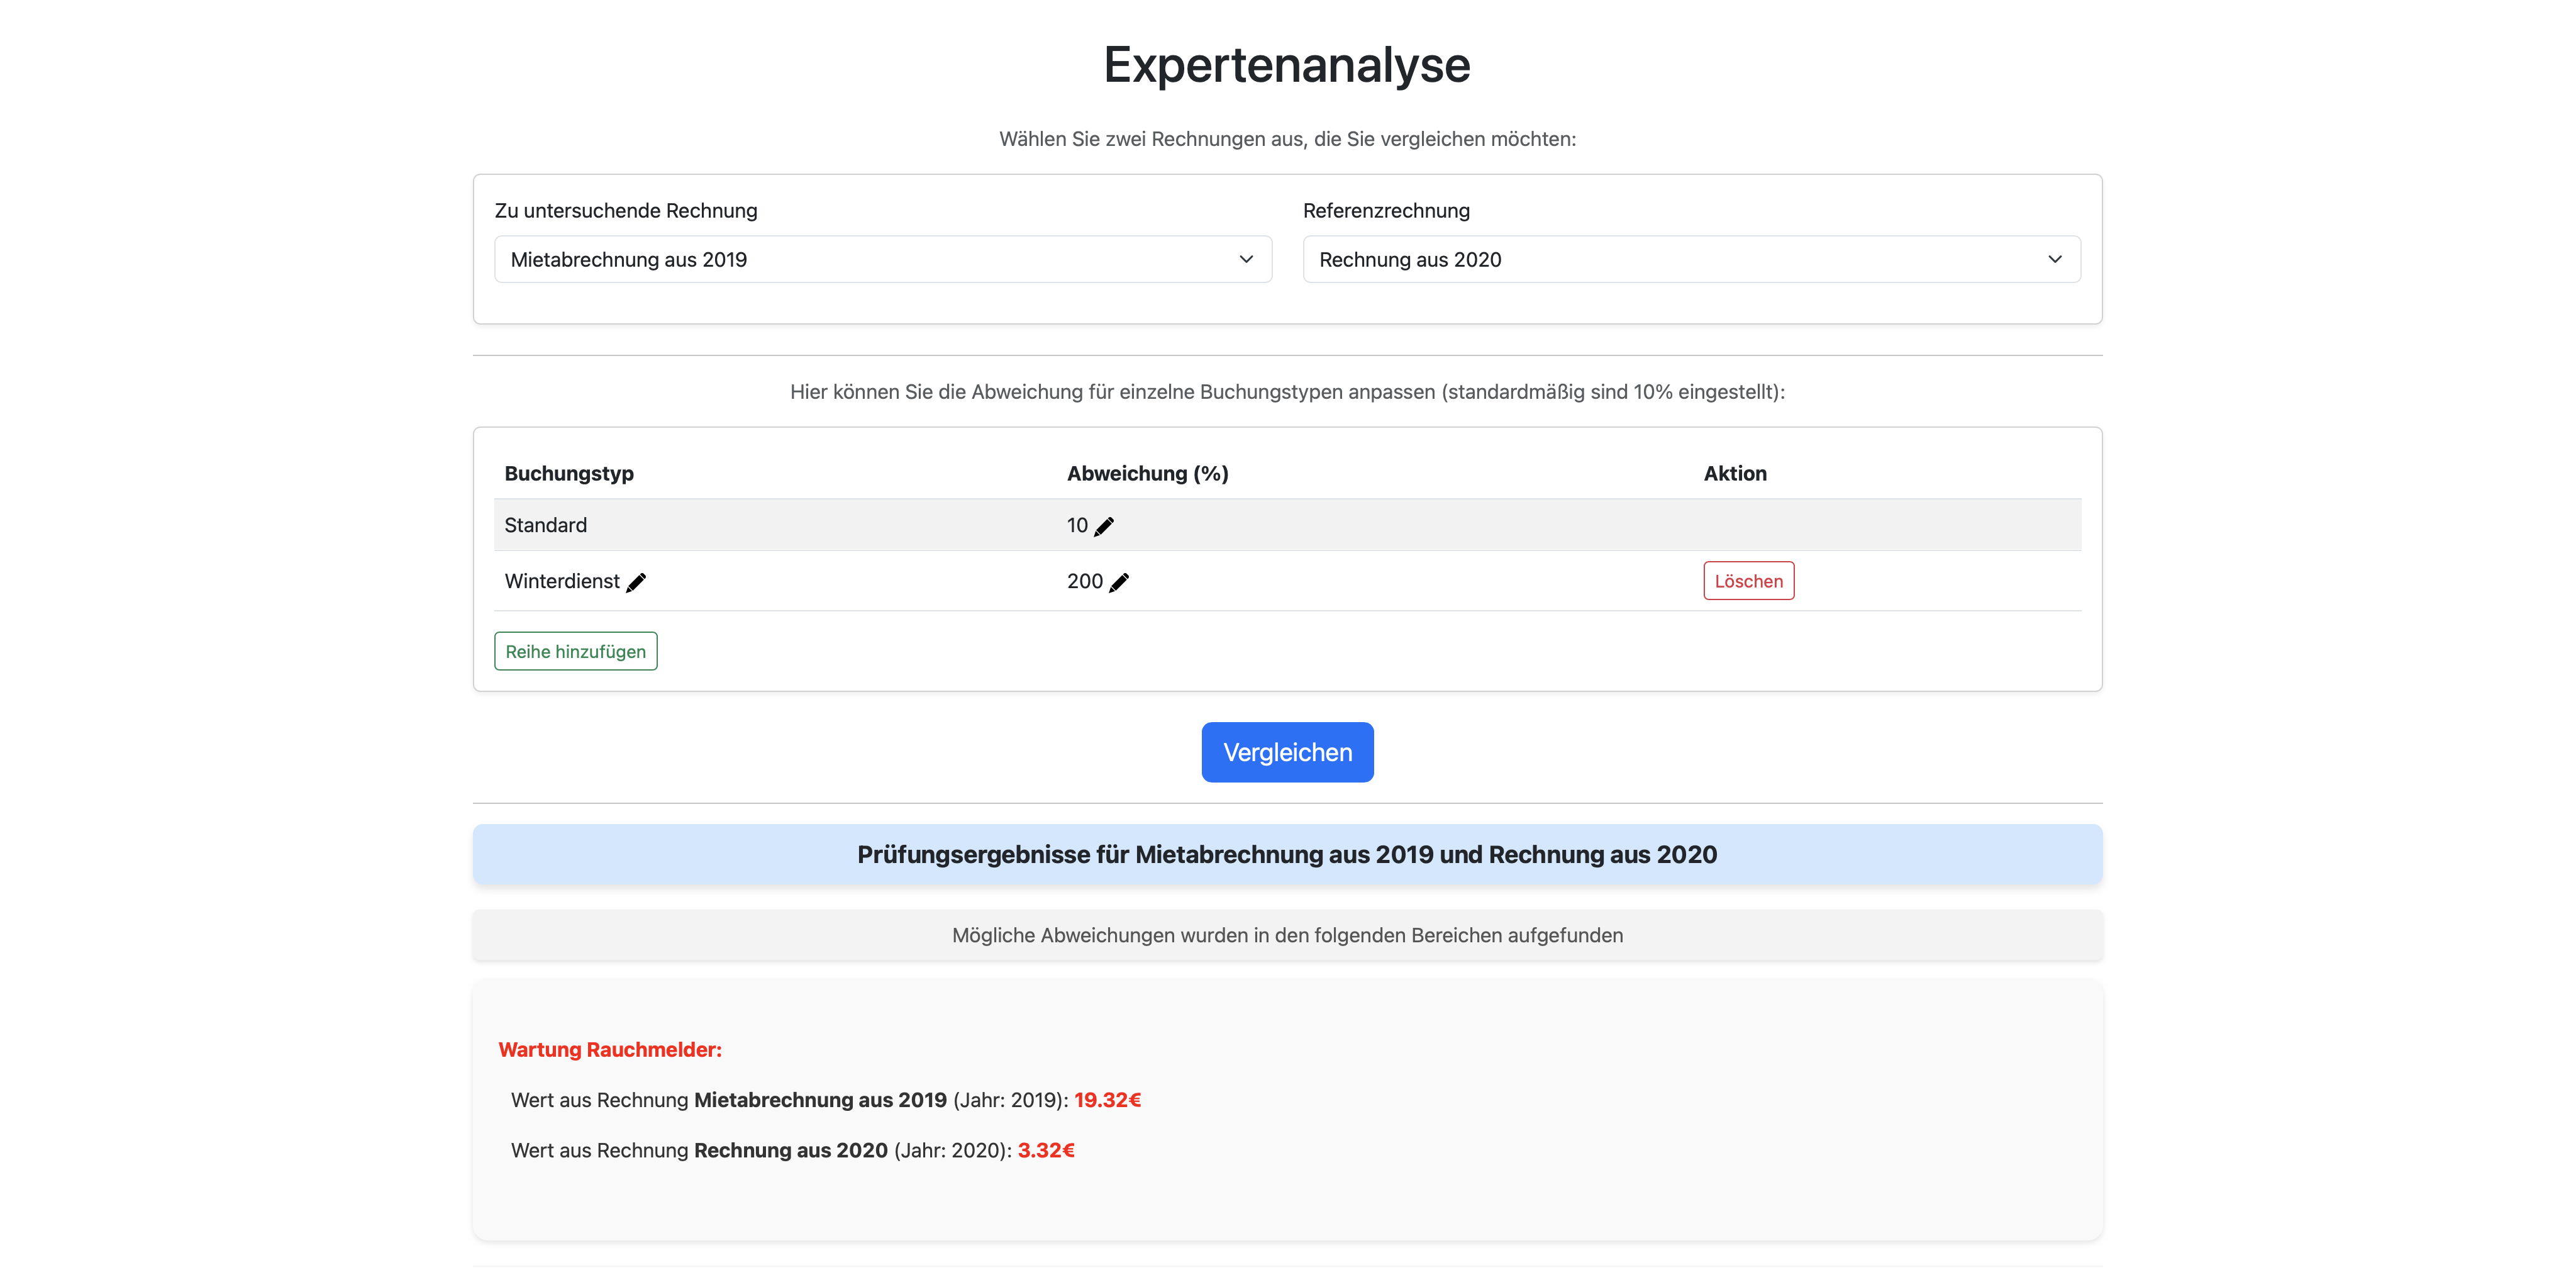 Expertenanalyse
Wählen Sie zwei Rechnungen aus, die Sie vergleichen möchten:
Zu untersuchende Rechnung
Referenzrechnung
Mietabrechnung aus 2019
Rechnung aus 2020
Hier können Sie die Abweichung für einzelne Buchungstypen anpassen (standardmäßig sind 10% eingestellt):
Buchungstyp Abweichung (%) Aktion
Standard 10
Winterdienst 200 Löschen
Reihe hinzufügen
Vergleichen
Prüfungsergebnisse für Mietabrechnung aus 2019 und Rechnung aus 2020
Mögliche Abweichungen wurden in den folgenden Bereichen aufgefunden
Wartung Rauchmelder:
Wert aus Rechnung Mietabrechnung aus 2019 (Jahr: 2019): 19.32€
Wert aus Rechnung Rechnung aus 2020 (Jahr: 2020): 3.32€